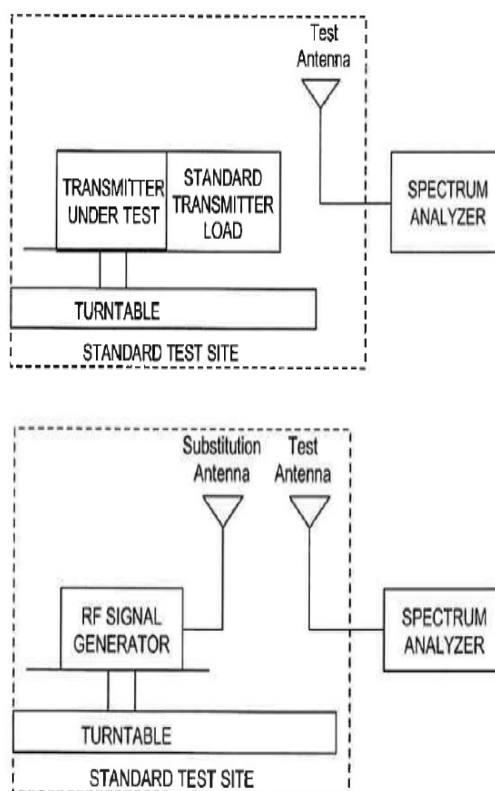 Test
Antenna
TRANSMITTER
UNDER TEST
STANDARD
TRANSMITTER
LOAD
SPECTRUM
ANALYZER
TURNTABLE
STANDARD TEST SITE
Substitution
Antenna
Test
Antenna
RF SIGNAL
GENERATOR
SPECTRUM
ANALYZER
TURNTABLE
STANDARD TEST SITE